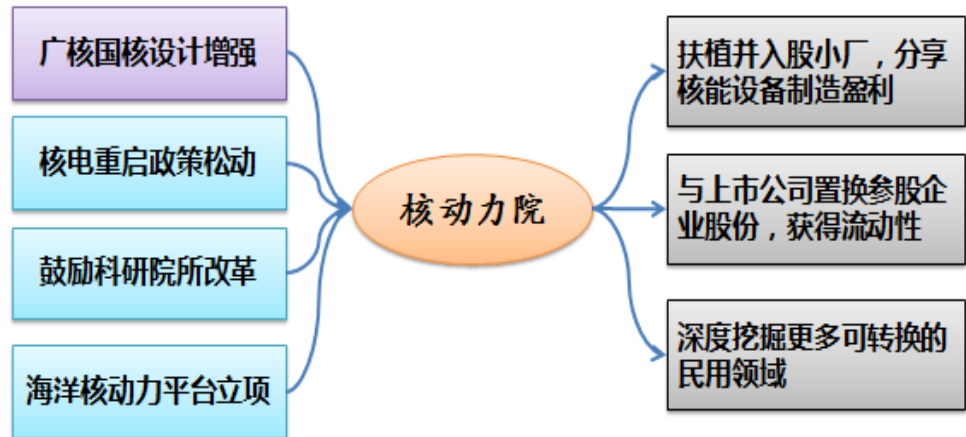 广核国核设计增强
核电重启政策松动
鼓励科研院所改革
海洋核动力平台立项
核动力院
扶植并入股小厂，分享
核能设备制造盈利
与上市公司置换参股企
业股份，获得流动性
深度挖掘更多可转换的
民用领域